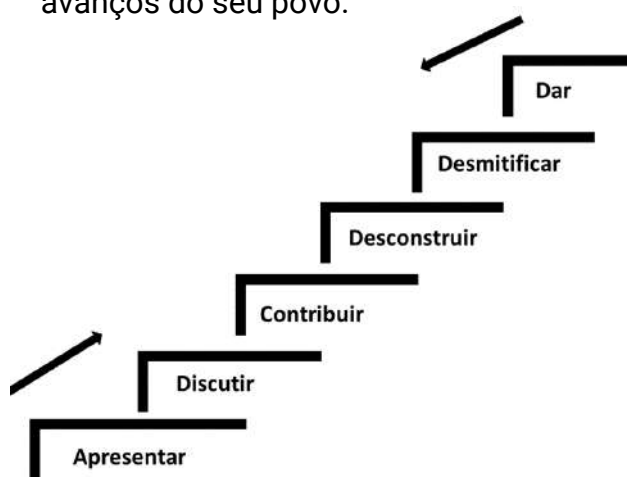 avanços do seu povo.
Dar
Desmitificar
Desconstruir
Contribuir
Discutir
Apresentar